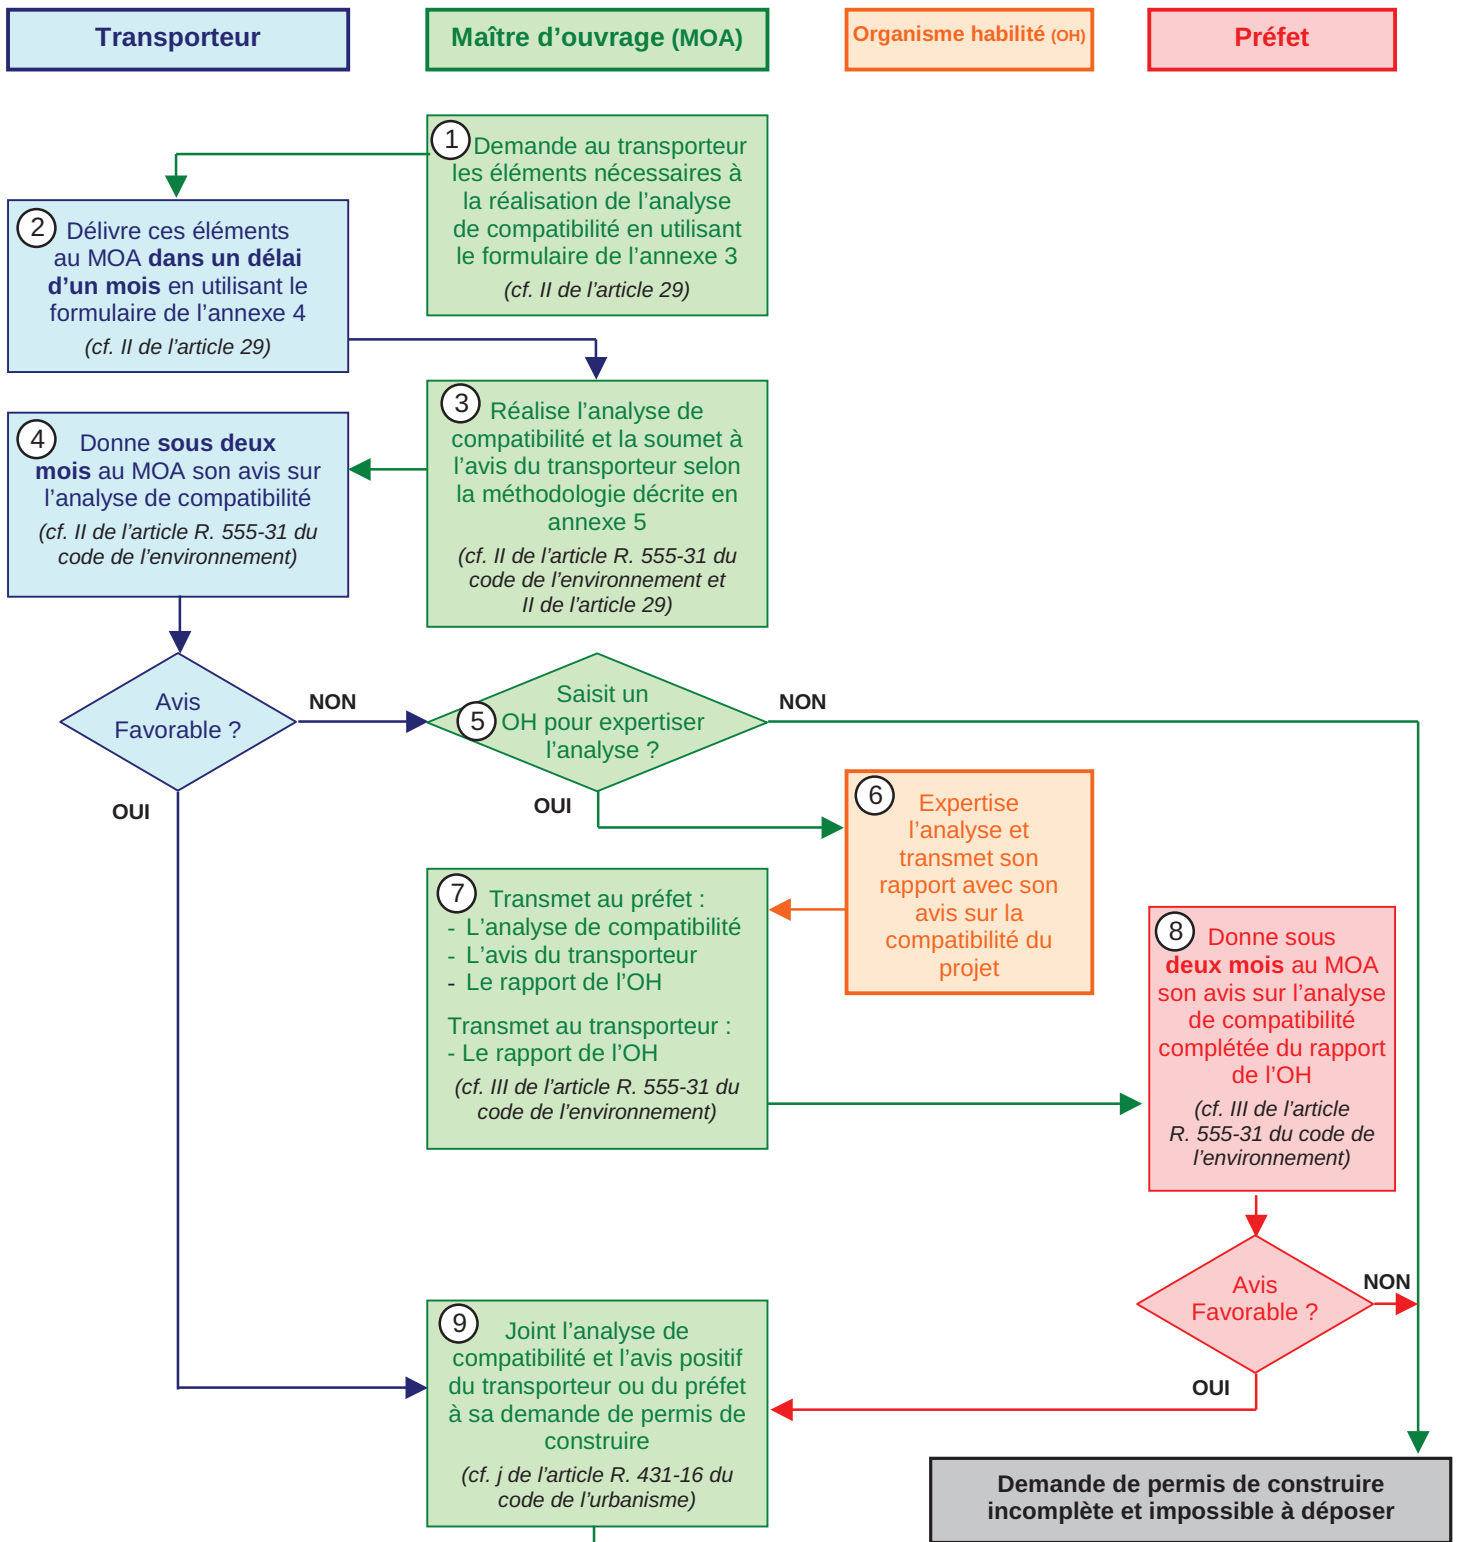 Transporteur
Maître d’ouvrage (MOA)
Organisme habilité (OH)
Préfet
1
Demande au transporteur
les éléments nécessaires à
la réalisation de l’analyse
de compatibilité en utilisant
le formulaire de l’annexe 3
(cf. II de l’article 29)
2
Délivre ces éléments
au MOA dans un délai
d’un mois en utilisant le
formulaire de l’annexe 4
(cf. II de l’article 29)
3
Réalise l’analyse de
compatibilité et la soumet à
l’avis du transporteur selon
la méthodologie décrite en
annexe 5
(cf. II de l’article R. 555-31 du
code de l’environnement et
II de l’article 29)
4
Donne sous deux
mois au MOA son avis sur
l’analyse de compatibilité
(cf. II de l’article R. 555-31 du
code de l’environnement)
Avis
Favorable ?
NON
OUI
5
Saisit un
OH pour expertiser
l’analyse ?
NON
OUI
6
Expertise
l’analyse et
transmet son
rapport avec son
avis sur la
compatibilité du
projet
7
Transmet au préfet :
- L’analyse de compatibilité
- L’avis du transporteur
- Le rapport de l’OH
Transmet au transporteur :
- Le rapport de l’OH
(cf. III de l’article R. 555-31 du
code de l’environnement)
8
Donne sous
deux mois au MOA
son avis sur l’analyse
de compatibilité
complétée du rapport
de l’OH
(cf. III de l’article
R. 555-31 du code de
l’environnement)
Avis
Favorable ?
NON
OUI
9
Joint l’analyse de
compatibilité et l’avis positif
du transporteur ou du préfet
à sa demande de permis de
construire
(cf. j de l’article R. 431-16 du
code de l’urbanisme)
Demande de permis de construire
incomplète et impossible à déposer